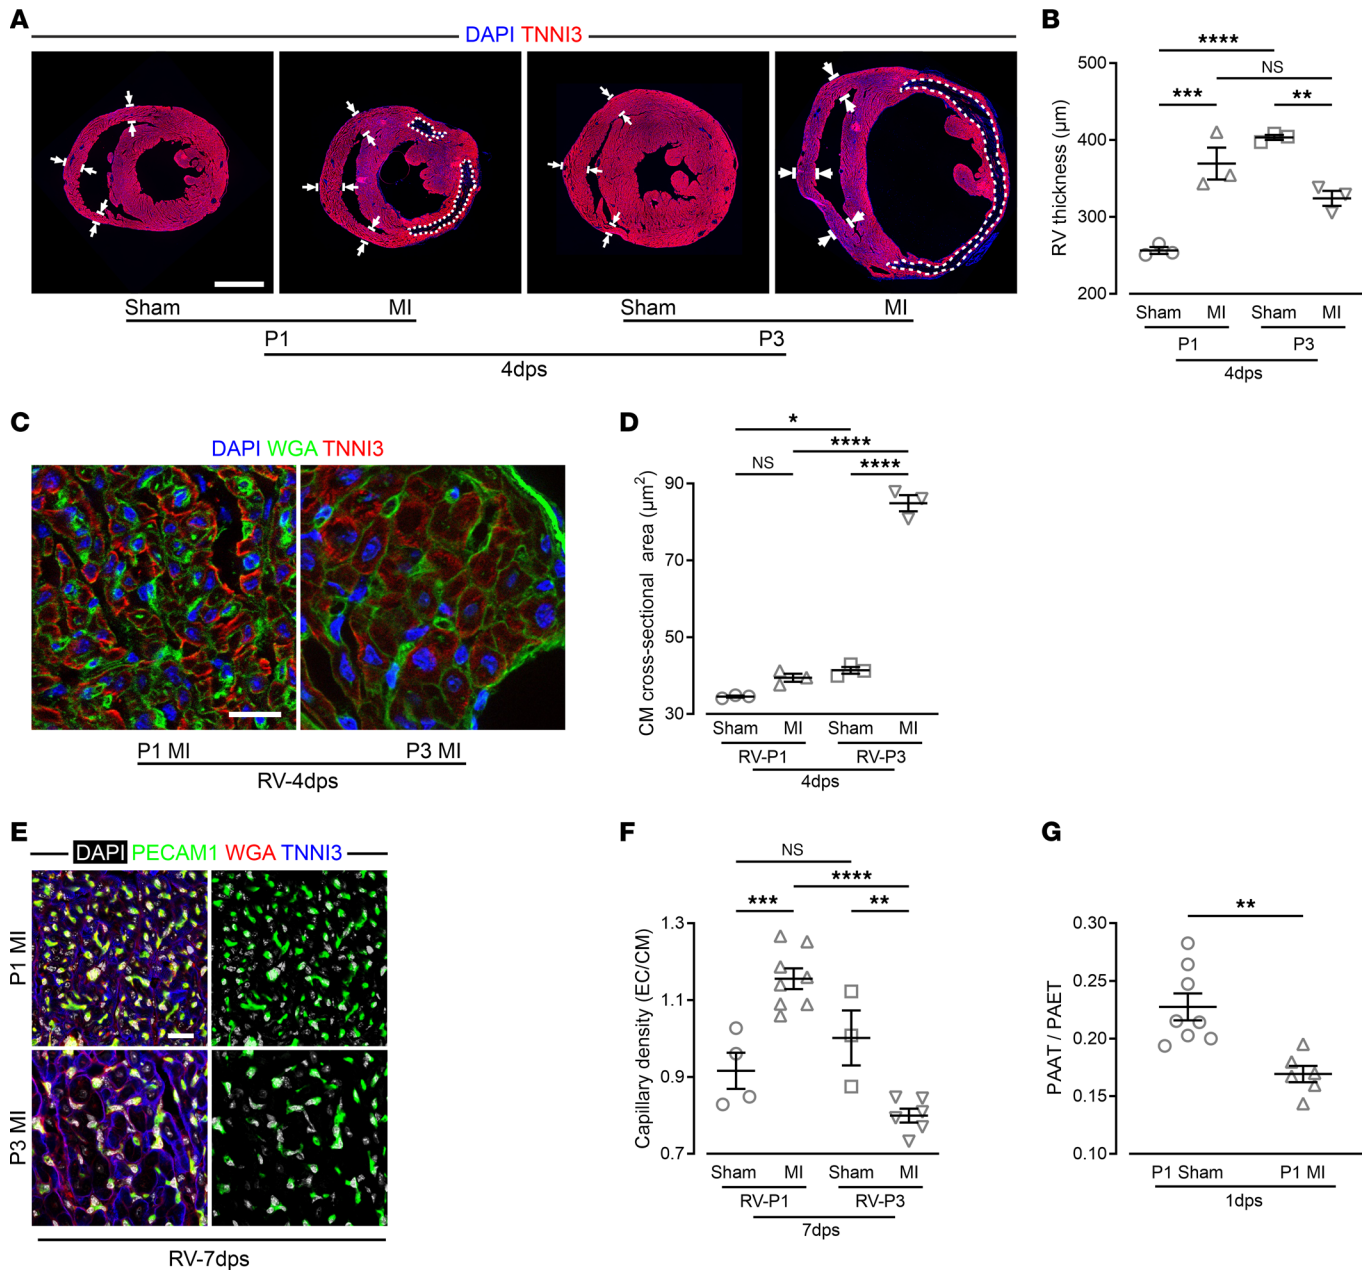 A
DAPI TNNI3
Sham MI Sham MI
P1 P3
4dps
B
RV thickness (µm)
500
400
300
200
****
NS
*** **
Sham MI Sham MI
P1 P3
4dps
C
DAPI WGA TNNI3
P1 MI P3 MI
RV-4dps
D
CM cross-sectional area (µm²)
90
70
50
30
*
****
NS ****
Sham MI Sham MI
RV-P1 RV-P3
4dps
E
DAPI PECAM1 WGA TNNI3
P1 MI
P3 MI
RV-7dps
F
Capillary density (EC/CM)
1.3
1.1
0.9
0.7
NS
****
*** **
Sham MI Sham MI
RV-P1 RV-P3
7dps
G
PAAT / PAET
0.30
0.25
0.20
0.15
0.10
**
P1 Sham P1 MI
1dps